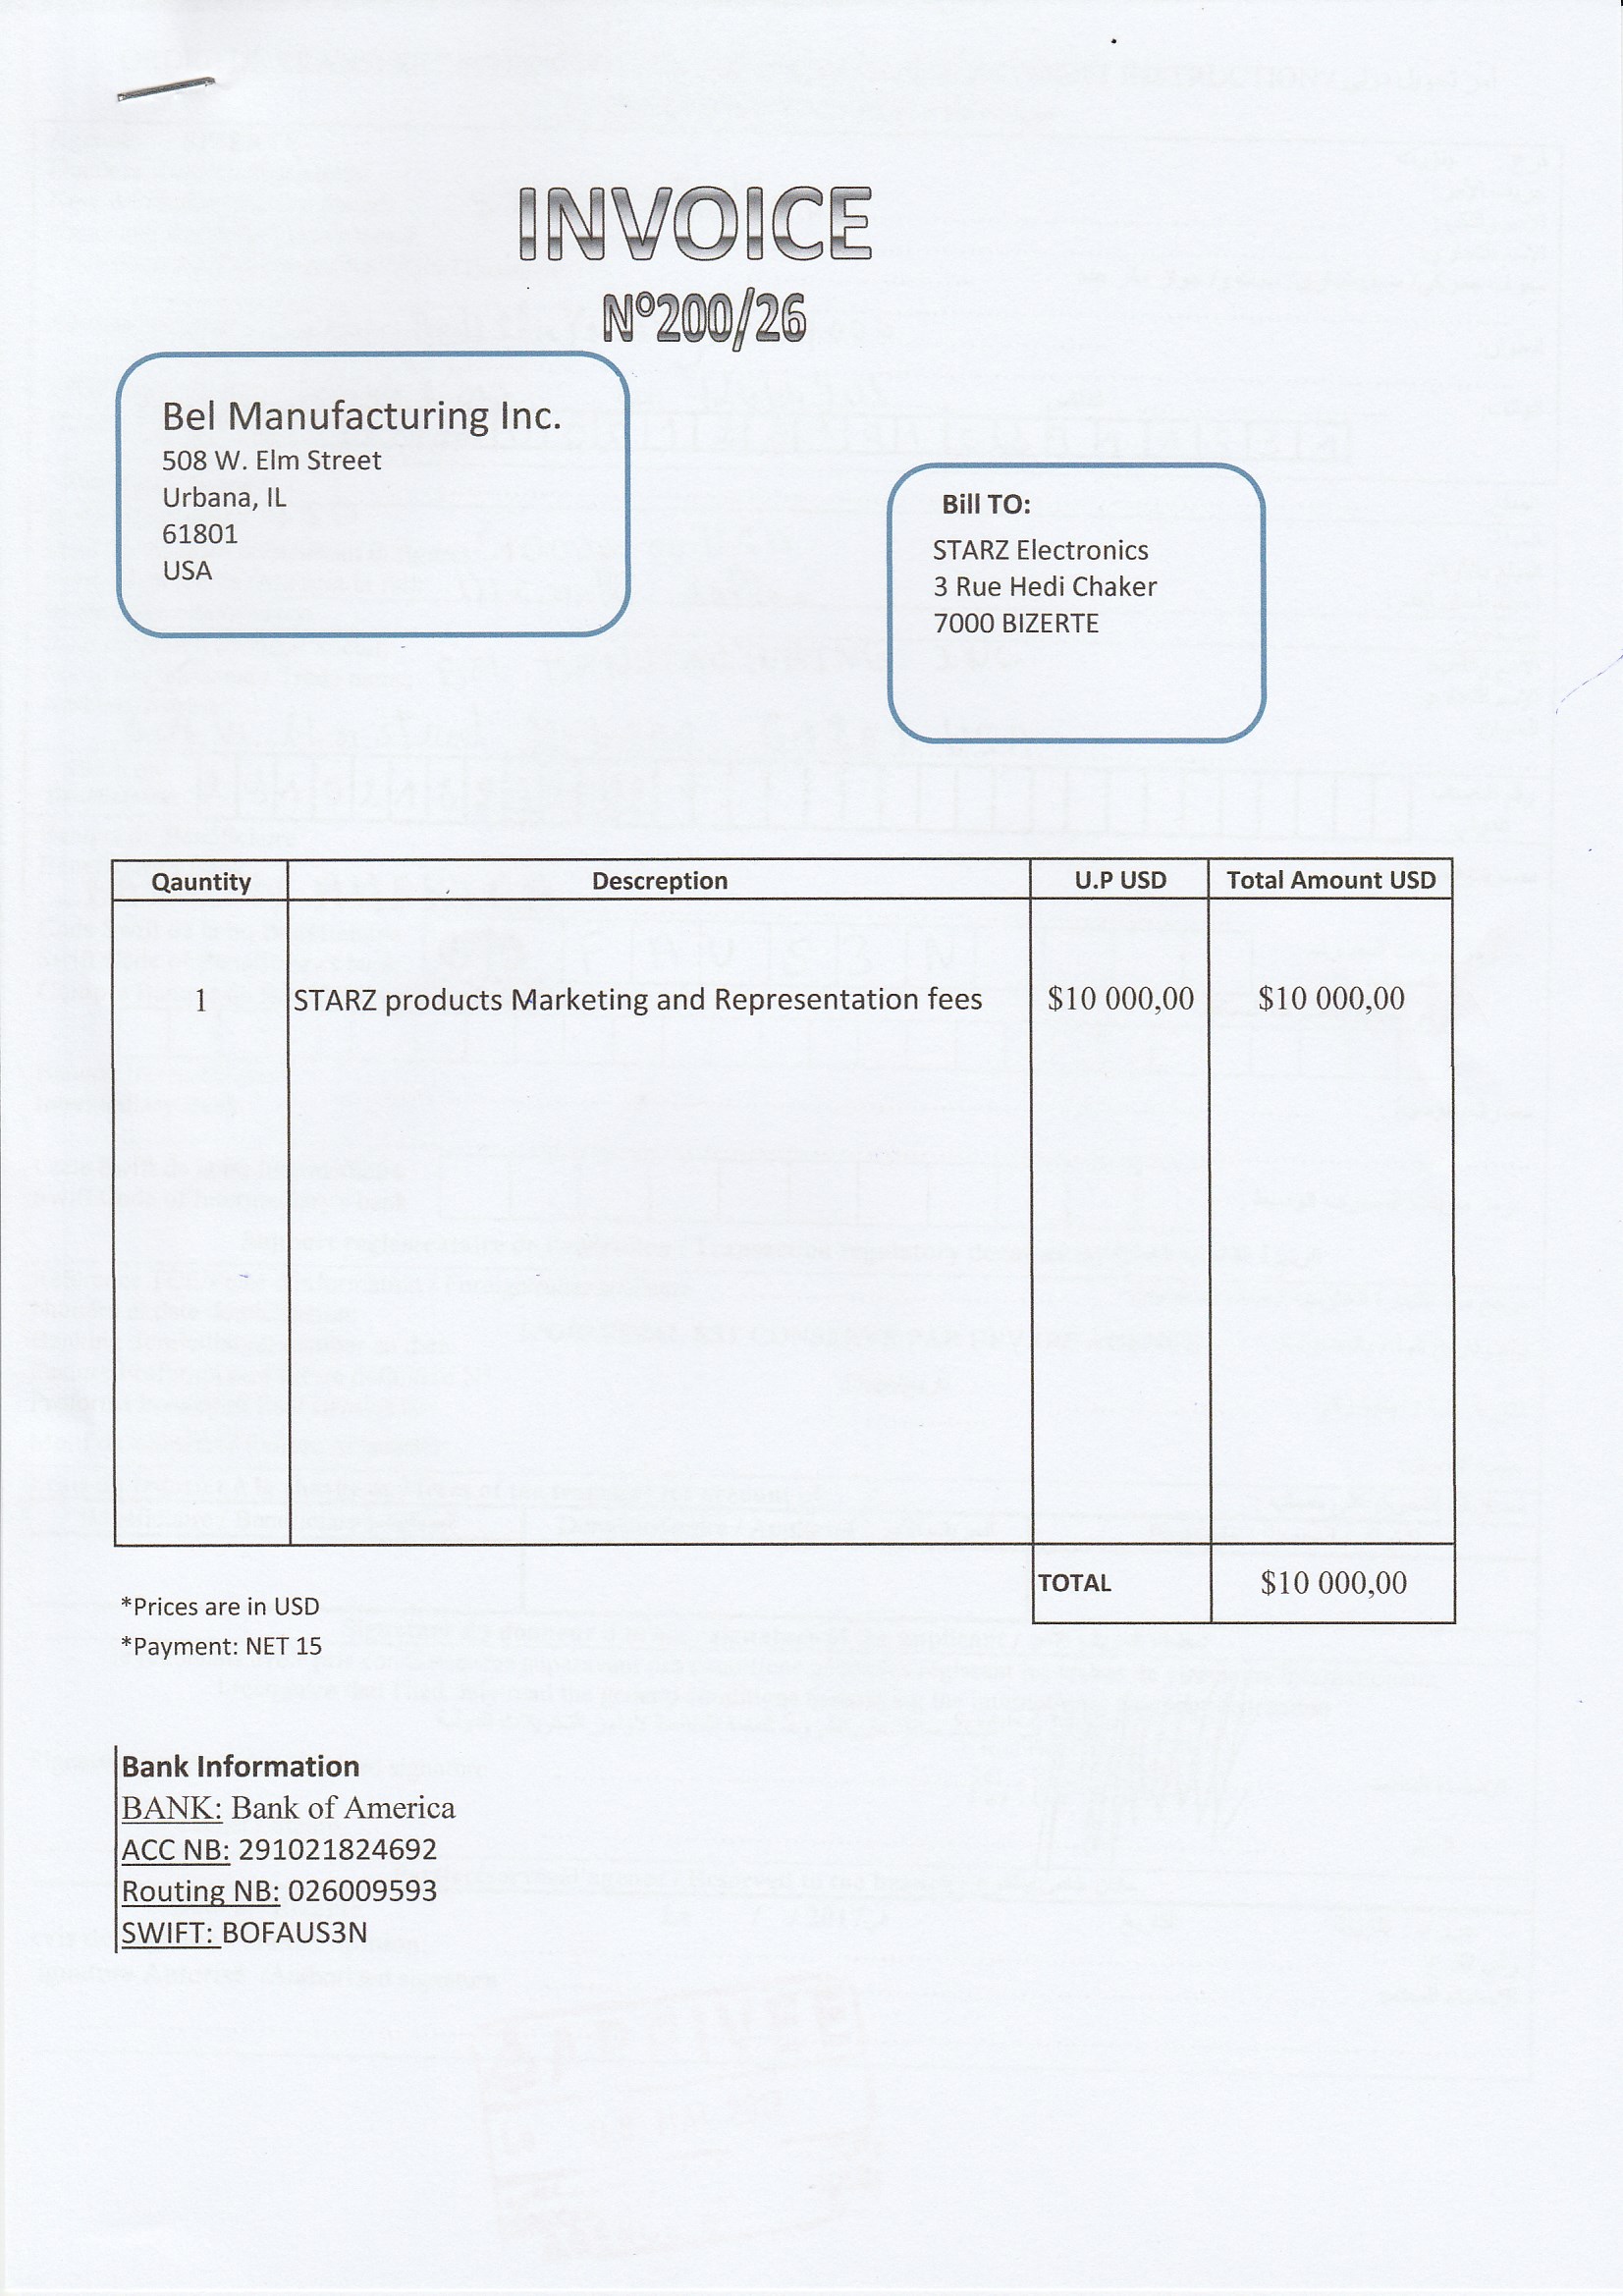 INVOICE
N°200/26
Bel Manufacturing Inc.
508 W. Elm Street
Urbana, IL
61801
USA
Bill TO:
STARZ Electronics
3 Rue Hedi Chaker
7000 BIZERTE
Qauntity Descreption U.P USD Total Amount USD
1 STARZ products Marketing and Representation fees $10 000,00 $10 000,00
TOTAL $10 000,00
*Prices are in USD
*Payment: NET 15
Bank Information
BANK: Bank of America
ACC NB: 291021824692
Routing NB: 026009593
SWIFT: BOFAUS3N